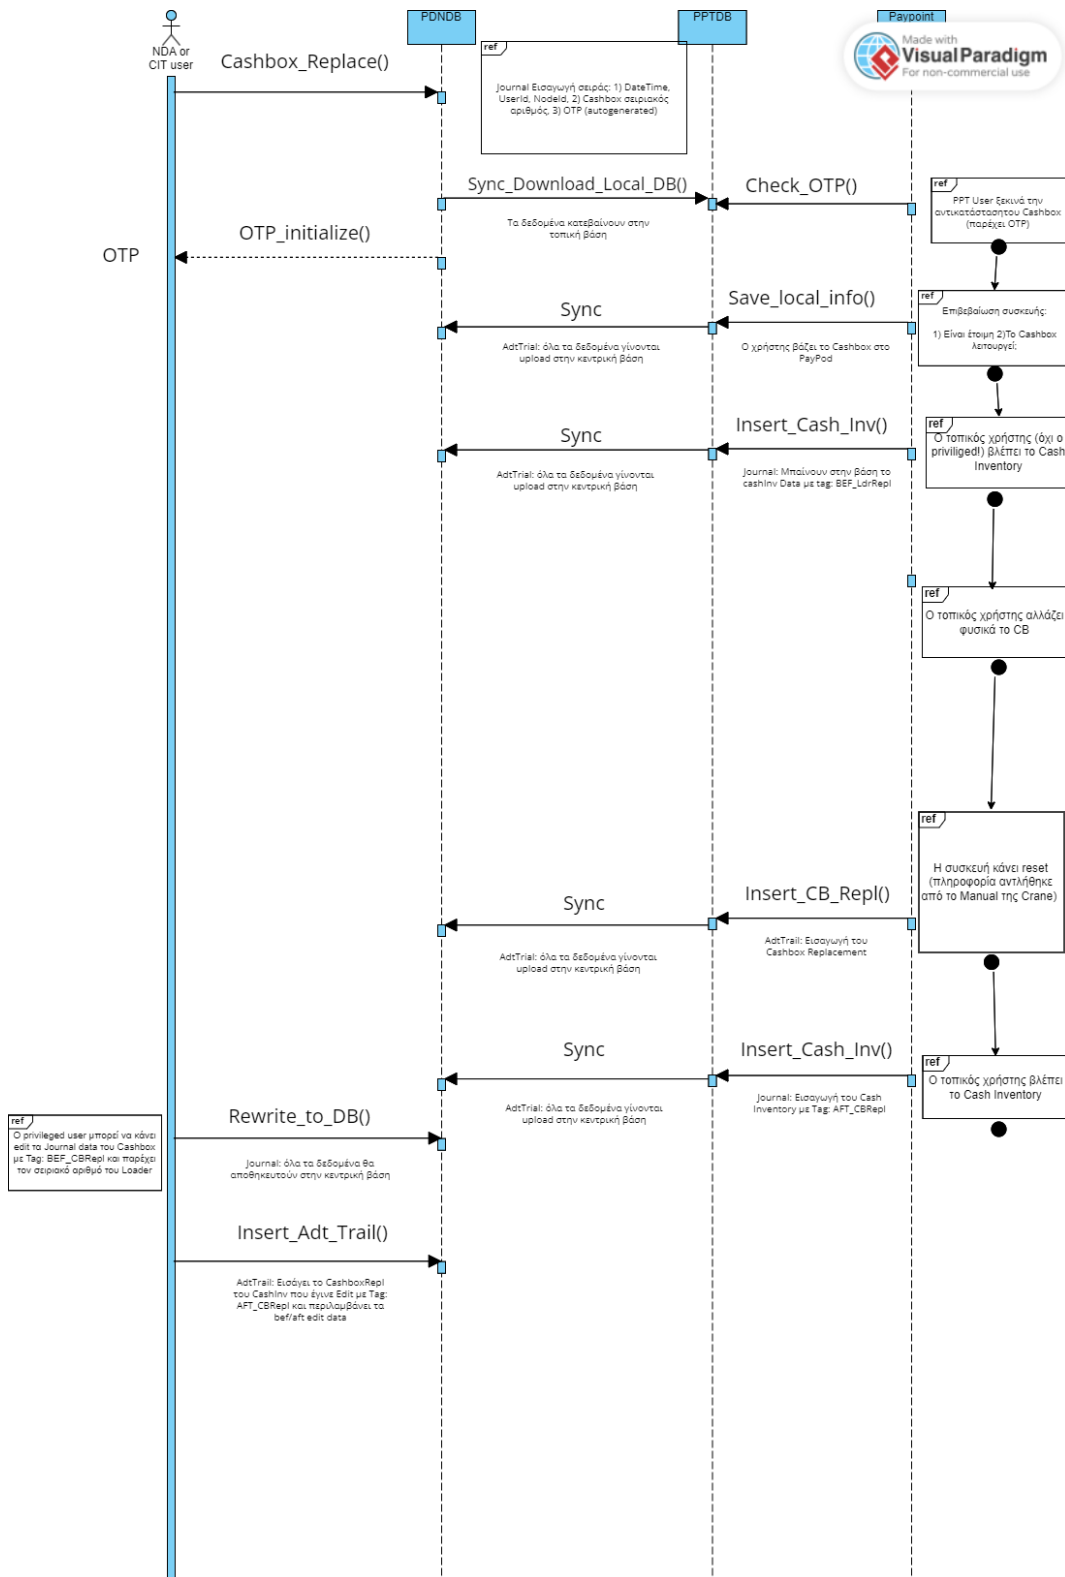 PDNDB
PPTDB
Paypoint
Made with
Visual Paradigm
For non-commercial use
NDA or
CIT user
Cashbox_Replace()
ref
Journal Εισαγωγή σειράς: 1) DateTime,
UserId, NodeId, 2) Cashbox σειριακός
αριθμός, 3) OTP (autogenerated)
Sync_Download_Local_DB()
Check_OTP()
ref
PPT User ξεκινά την
αντικατάστασητου Cashbox
(παρέχει OTP)
Τα δεδομένα κατεβαίνουν στην
τοπική βάση
OTP_initialize()
OTP
Sync
Save_local_info()
ref
Επιβεβαίωση συσκευής:
1) Είναι έτοιμη 2)Το Cashbox
λειτουργεί;
AdtTrial: όλα τα δεδομένα γίνονται
upload στην κεντρική βάση
Ο χρήστης βάζει το Cashbox στο
PayPod
Sync
Insert_Cash_Inv()
ref
Ο τοπικός χρήστης (όχι ο
priviliged!) βλέπει το Cash
Inventory
AdtTrial: όλα τα δεδομένα γίνονται
upload στην κεντρική βάση
Journal: Μπαίνουν στην βάση το
cashInv Data με tag: BEF_LdrRepl
ref
Ο τοπικός χρήστης αλλάζει
φυσικά το CB
ref
Η συσκευή κάνει reset
(πληροφορία αντλήθηκε
από το Manual της Crane)
Sync
Insert_CB_Repl()
AdtTrial: όλα τα δεδομένα γίνονται
upload στην κεντρική βάση
AdtTrail: Εισαγωγή του
Cashbox Replacement
Sync
Insert_Cash_Inv()
ref
Ο τοπικός χρήστης βλέπει
το Cash Inventory
AdtTrial: όλα τα δεδομένα γίνονται
upload στην κεντρική βάση
Journal: Εισαγωγή του Cash
Inventory με Tag: AFT_CBRepl
ref
Ο privileged user μπορεί να κάνει
edit τα Journal data του Cashbox
με Tag: BEF_CBRepl και παρέχει
τον σειριακό αριθμό του Loader
Rewrite_to_DB()
Journal: όλα τα δεδομένα θα
αποθηκευτούν στην κεντρική βάση
Insert_Adt_Trail()
AdtTrail: Εισάγει το CashboxRepl
του CashInv που έγινε Edit με Tag:
AFT_CBRepl και περιλαμβάνει τα
bef/aft edit data